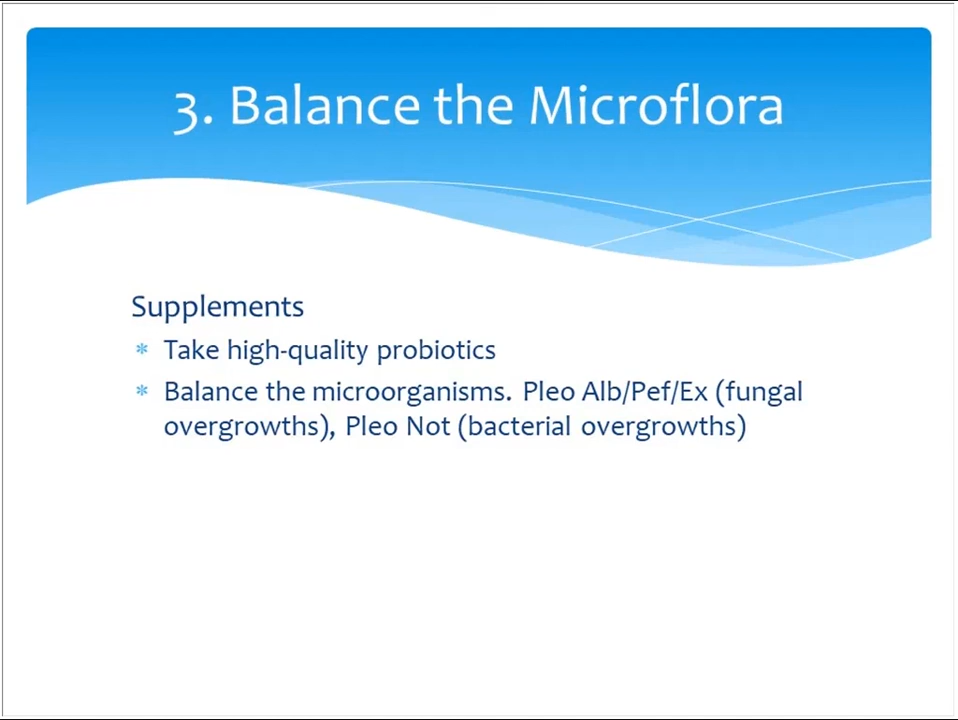 3. Balance the Microflora
Supplements
* Take high-quality probiotics
* Balance the microorganisms. Pleo Alb/Pef/Ex (fungal
overgrowths), Pleo Not (bacterial overgrowths)